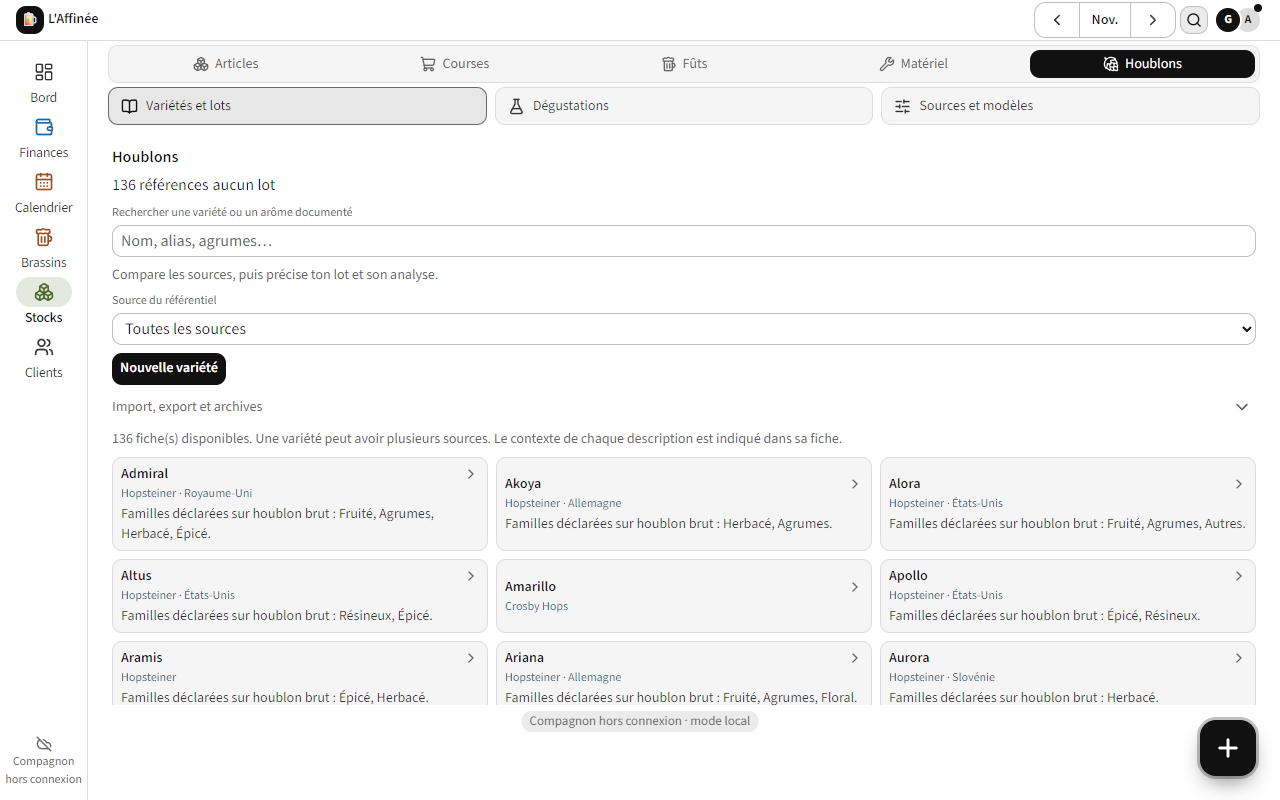 L'Affinée
Nov.
G
A
Bord
Finances
Calendrier
Brassins
Stocks
Clients
Compagnon
hors connexion
Articles
Courses
Fûts
Matériel
Houblons
Variétés et lots
Dégustations
Sources et modèles
Houblons
136 références aucun lot
Rechercher une variété ou un arôme documenté
Nom, alias, agrumes…
Compare les sources, puis précise ton lot et son analyse.
Source du référentiel
Toutes les sources
Nouvelle variété
Import, export et archives
136 fiche(s) disponibles. Une variété peut avoir plusieurs sources. Le contexte de chaque description est indiqué dans sa fiche.
Admiral
Hopsteiner · Royaume-Uni
Familles déclarées sur houblon brut : Fruité, Agrumes,
Herbacé, Épicé.
Akoya
Hopsteiner · Allemagne
Familles déclarées sur houblon brut : Herbacé, Agrumes.
Alora
Hopsteiner · États-Unis
Familles déclarées sur houblon brut : Fruité, Agrumes, Autres.
Altus
Hopsteiner · États-Unis
Familles déclarées sur houblon brut : Résineux, Épicé.
Amarillo
Crosby Hops
Apollo
Hopsteiner · États-Unis
Familles déclarées sur houblon brut : Épicé, Résineux.
Aramis
Hopsteiner
Familles déclarées sur houblon brut : Épicé, Herbacé.
Ariana
Hopsteiner · Allemagne
Familles déclarées sur houblon brut : Fruité, Agrumes, Floral.
Aurora
Hopsteiner · Slovénie
Familles déclarées sur houblon brut : Herbacé.
Compagnon hors connexion · mode local